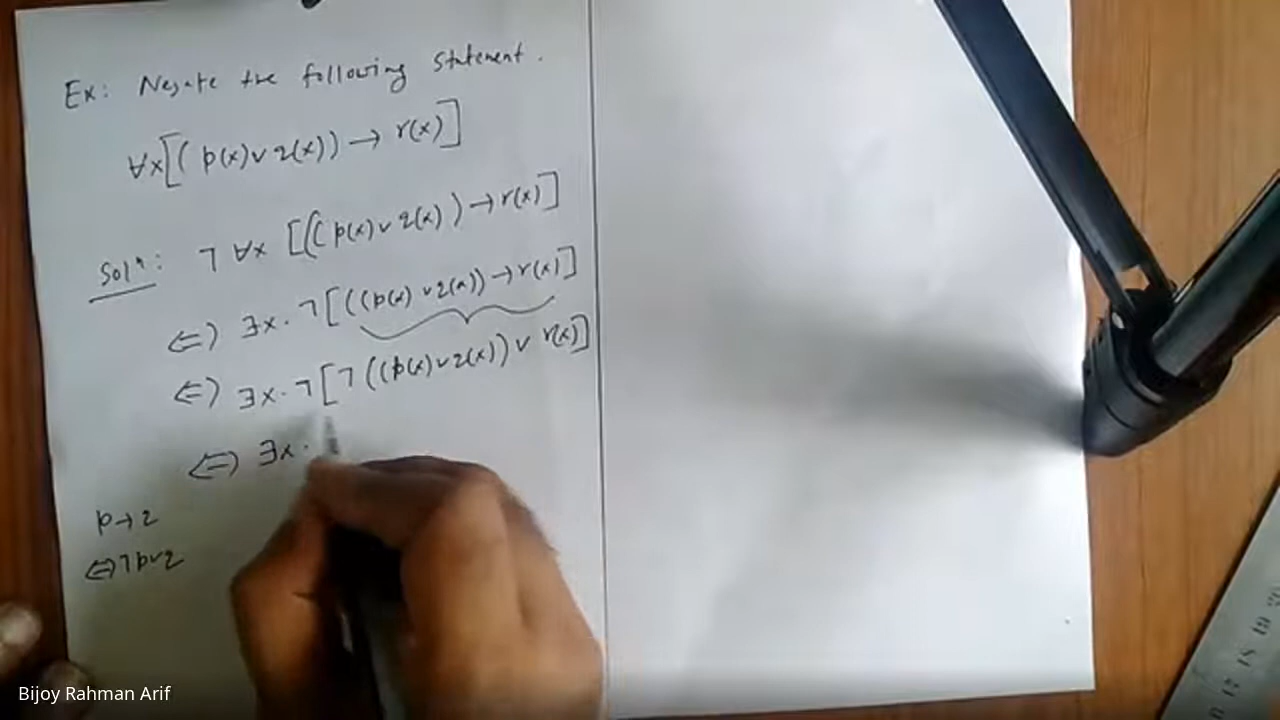 Ex: Negate the following statement.
∀x[(p(x)∨q(x))→ r(x)]
Solⁿ: ¬ ∀x [((p(x)∨q(x))→r(x)]
⇔ ∃x. ¬[((p(x)∨q(x))→r(x)]
⇔ ∃x. ¬[¬((p(x)∨q(x))∨ r(x)]
⇔ ∃x.
p→q
⇔¬p∨q
Bijoy Rahman Arif